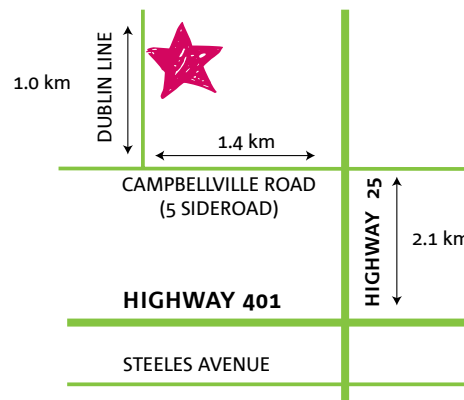 1.0 km
DUBLIN LINE
1.4 km
CAMPBELLVILLE ROAD
(5 SIDEROAD)
HIGHWAY 25
2.1 km
HIGHWAY 401
STEELES AVENUE